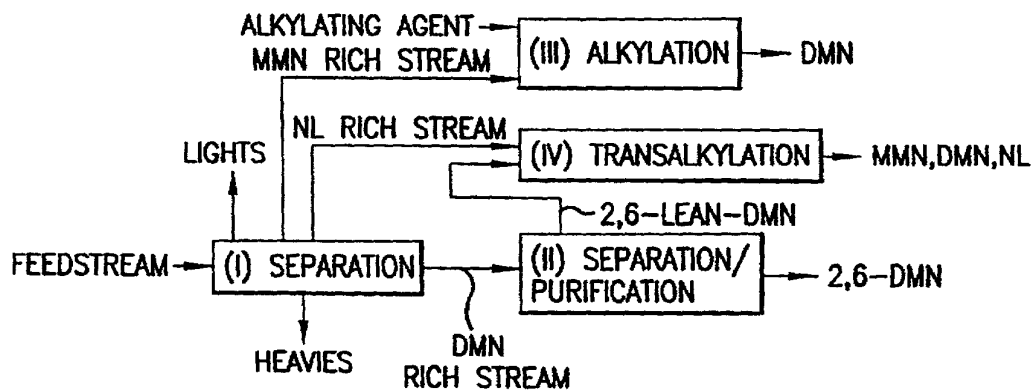 ALKYLATING AGENT
MMN RICH STREAM
(III) ALKYLATION
DMN
NL RICH STREAM
LIGHTS
(IV) TRANSALKYLATION
MMN,DMN,NL
2,6-LEAN-DMN
FEEDSTREAM
(I) SEPARATION
(II) SEPARATION/
PURIFICATION
2,6-DMN
HEAVIES
DMN
RICH STREAM